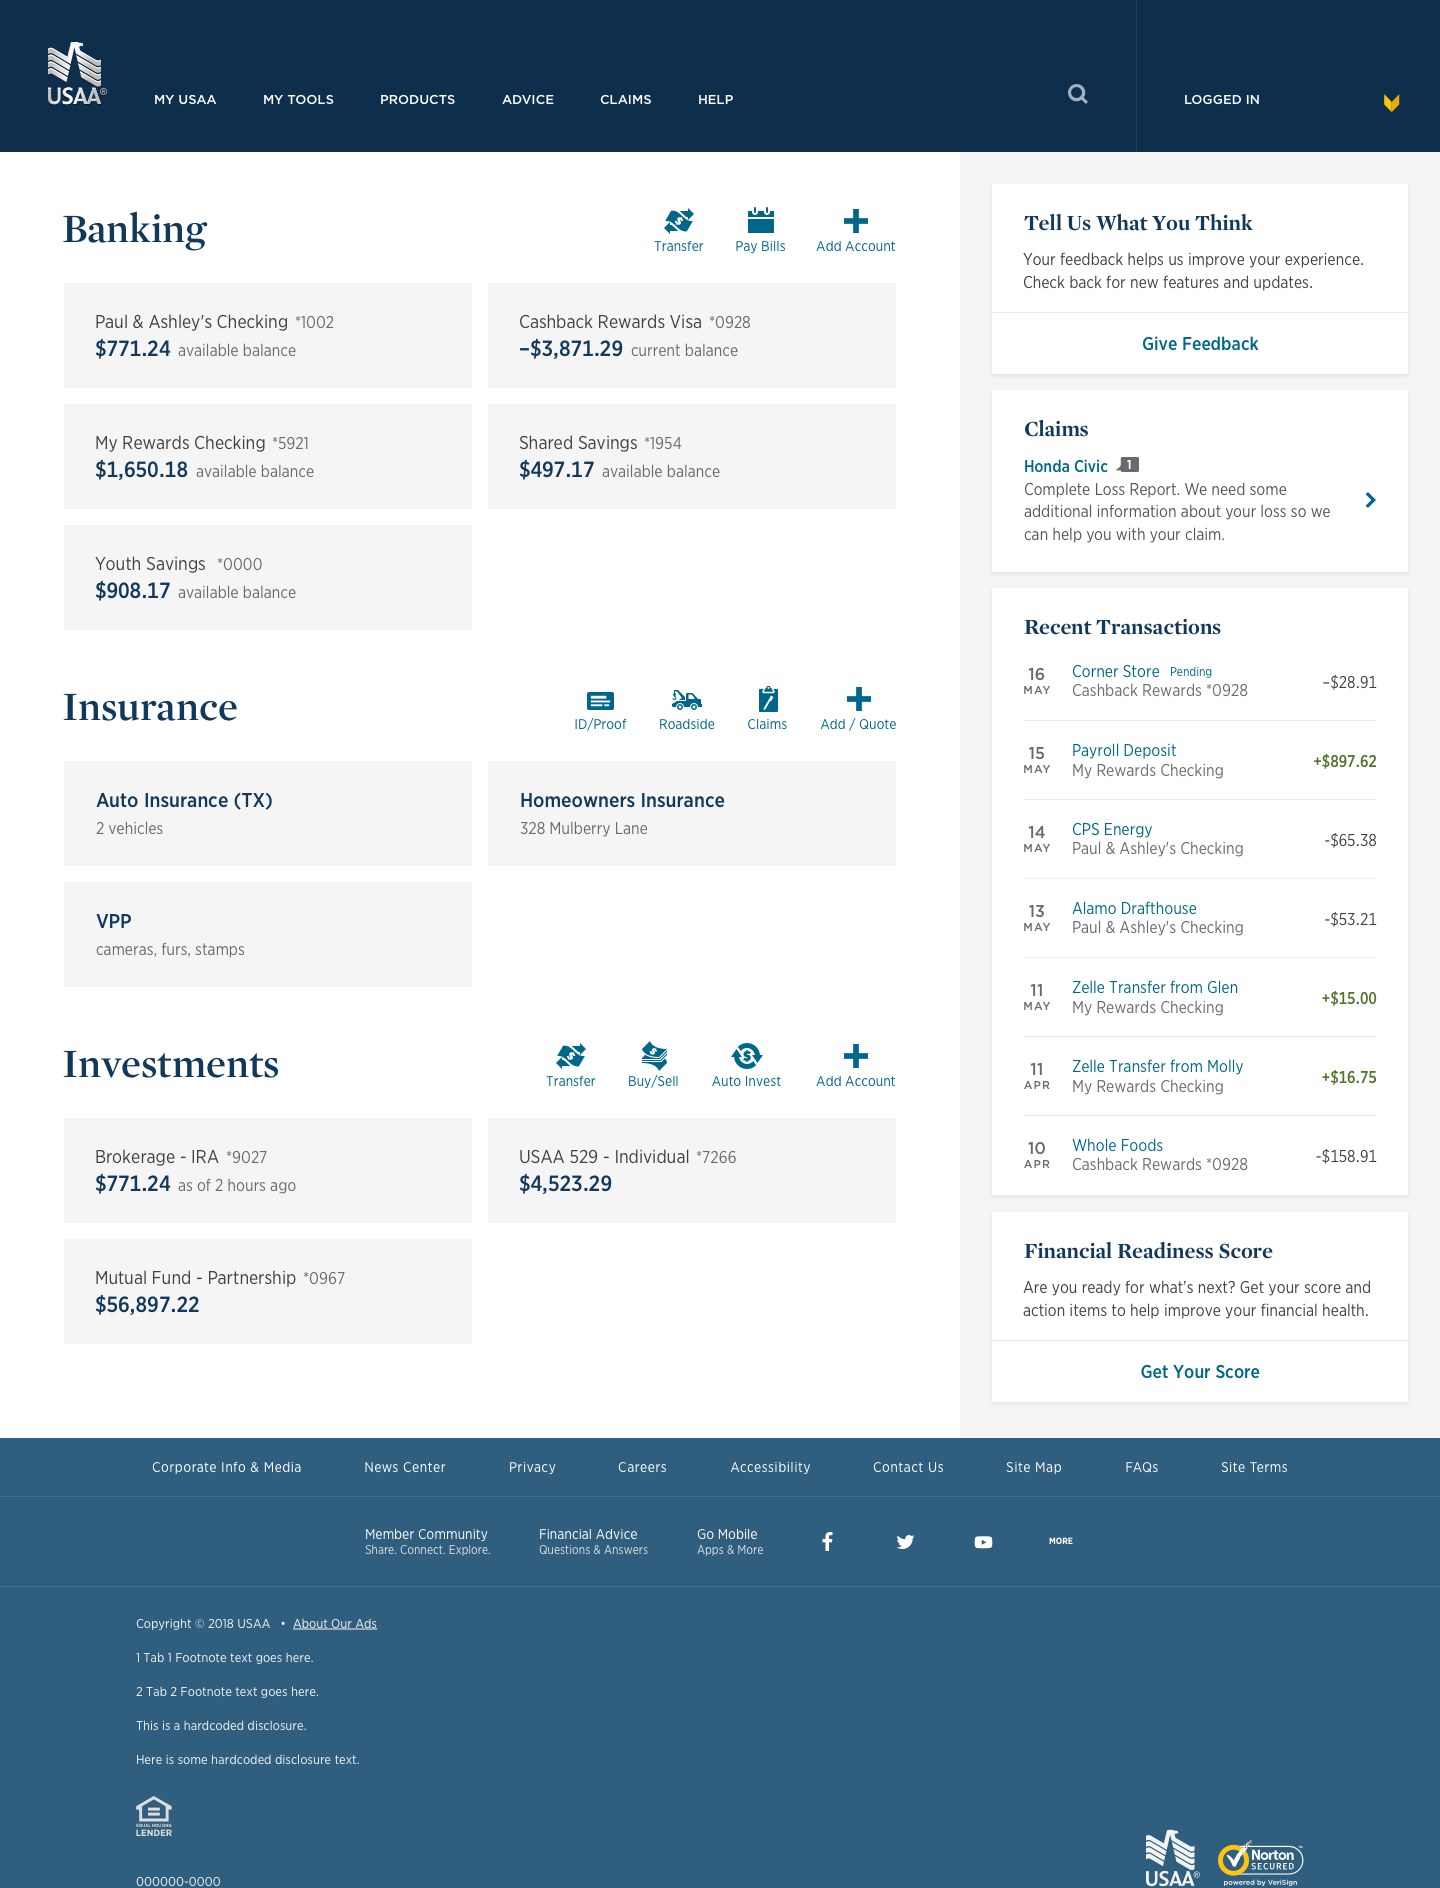 USAA®
MY USAA MY TOOLS PRODUCTS ADVICE CLAIMS HELP LOGGED IN
Banking
Transfer Pay Bills Add Account
Paul & Ashley's Checking *1002
$771.24 available balance
Cashback Rewards Visa *0928
–$3,871.29 current balance
My Rewards Checking *5921
$1,650.18 available balance
Shared Savings *1954
$497.17 available balance
Youth Savings *0000
$908.17 available balance
Insurance
ID/Proof Roadside Claims Add / Quote
Auto Insurance (TX)
2 vehicles
Homeowners Insurance
328 Mulberry Lane
VPP
cameras, furs, stamps
Investments
Transfer Buy/Sell Auto Invest Add Account
Brokerage - IRA *9027
$771.24 as of 2 hours ago
USAA 529 - Individual *7266
$4,523.29
Mutual Fund - Partnership *0967
$56,897.22
Tell Us What You Think
Your feedback helps us improve your experience.
Check back for new features and updates.
Give Feedback
Claims
Honda Civic 1
Complete Loss Report. We need some
additional information about your loss so we
can help you with your claim.
Recent Transactions
16 MAY
Corner Store Pending
Cashback Rewards *0928
–$28.91
15 MAY
Payroll Deposit
My Rewards Checking
+$897.62
14 MAY
CPS Energy
Paul & Ashley's Checking
-$65.38
13 MAY
Alamo Drafthouse
Paul & Ashley's Checking
-$53.21
11 MAY
Zelle Transfer from Glen
My Rewards Checking
+$15.00
11 APR
Zelle Transfer from Molly
My Rewards Checking
+$16.75
10 APR
Whole Foods
Cashback Rewards *0928
-$158.91
Financial Readiness Score
Are you ready for what’s next? Get your score and
action items to help improve your financial health.
Get Your Score
Corporate Info & Media News Center Privacy Careers Accessibility Contact Us Site Map FAQs Site Terms
Member Community
Share. Connect. Explore.
Financial Advice
Questions & Answers
Go Mobile
Apps & More
MORE
Copyright © 2018 USAA • About Our Ads
1 Tab 1 Footnote text goes here.
2 Tab 2 Footnote text goes here.
This is a hardcoded disclosure.
Here is some hardcoded disclosure text.
EQUAL HOUSING
LENDER
000000-0000
USAA®
Norton
SECURED
powered by VeriSign